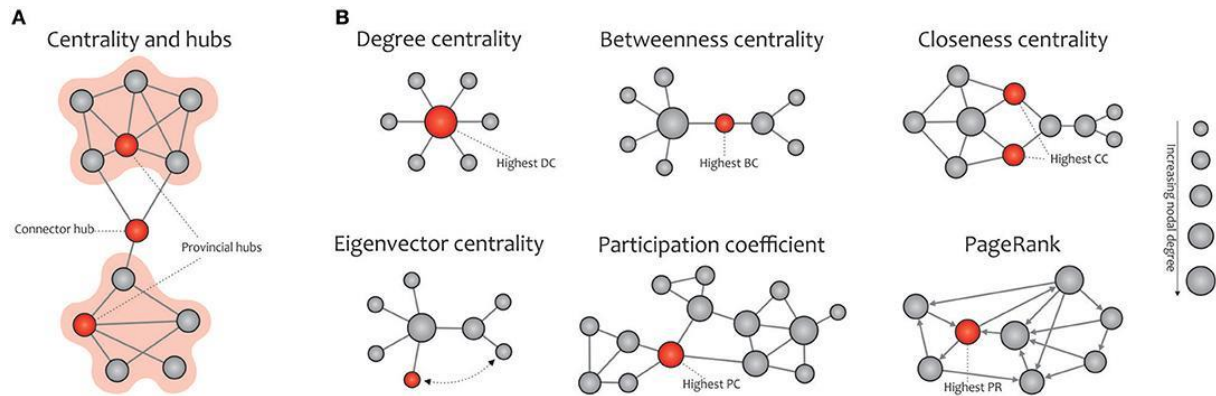 A
Centrality and hubs
Connector hub
Provincial hubs
B
Degree centrality
Highest DC
Betweenness centrality
Highest BC
Closeness centrality
Highest CC
Eigenvector centrality
Participation coefficient
Highest PC
PageRank
Highest PR
Increasing nodal degree